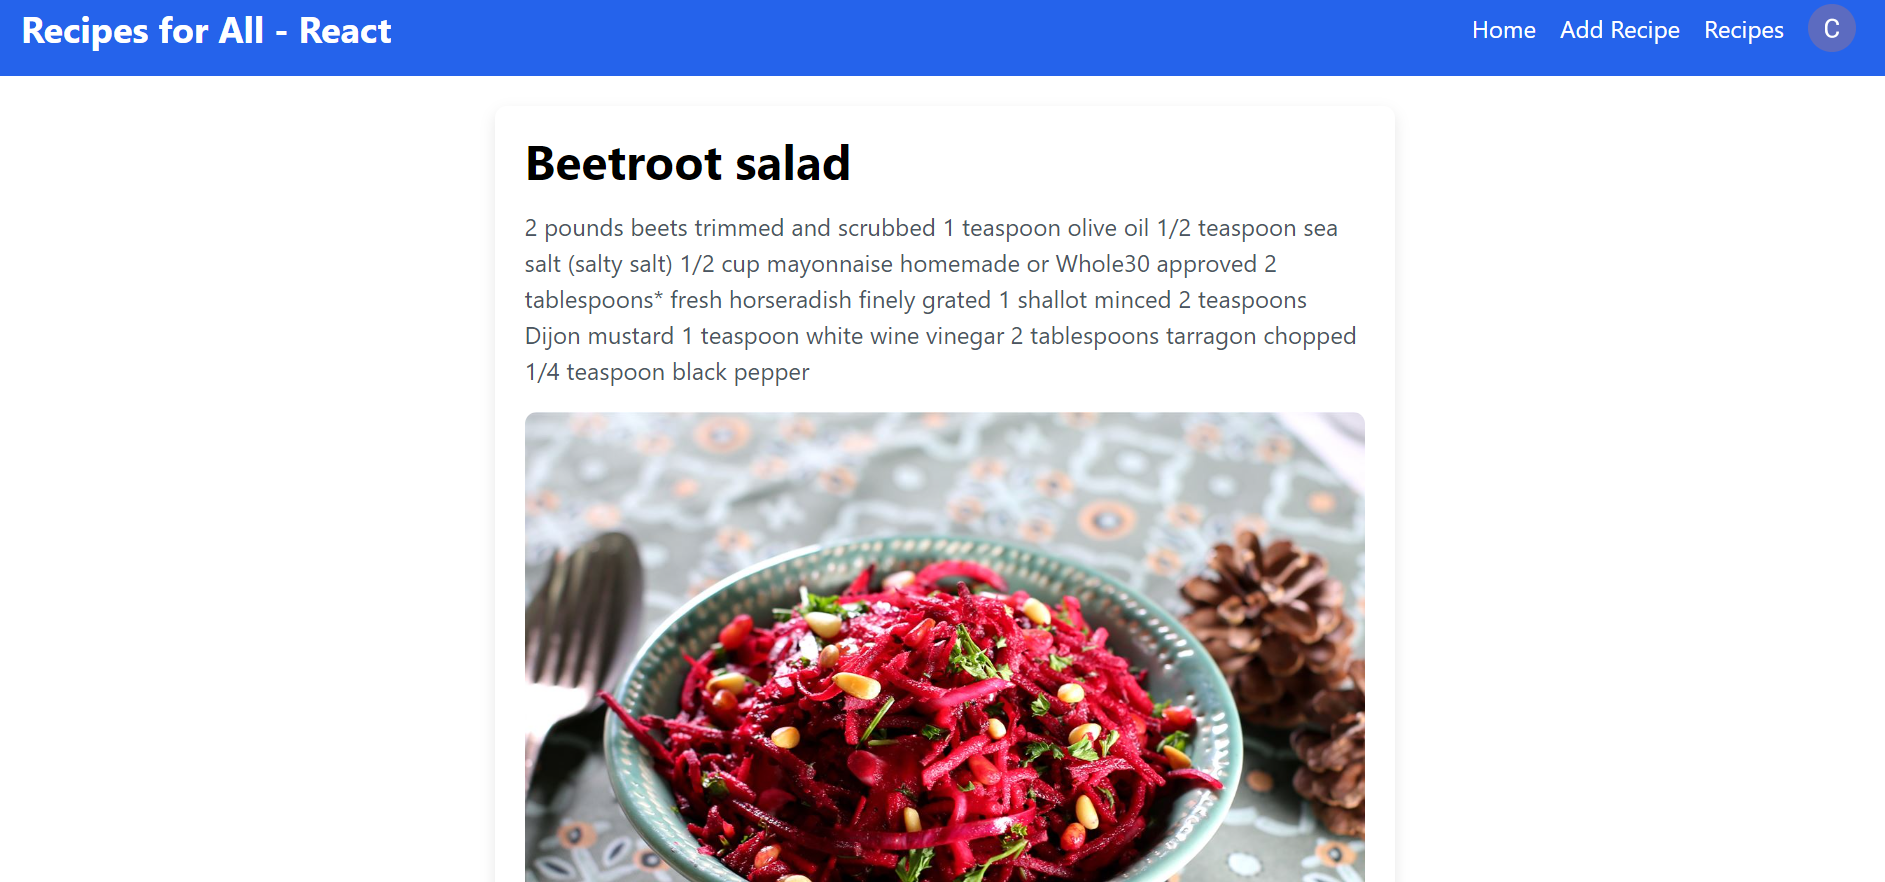 Recipes for All - React
Home Add Recipe Recipes C
Beetroot salad
2 pounds beets trimmed and scrubbed 1 teaspoon olive oil 1/2 teaspoon sea
salt (salty salt) 1/2 cup mayonnaise homemade or Whole30 approved 2
tablespoons* fresh horseradish finely grated 1 shallot minced 2 teaspoons
Dijon mustard 1 teaspoon white wine vinegar 2 tablespoons tarragon chopped
1/4 teaspoon black pepper